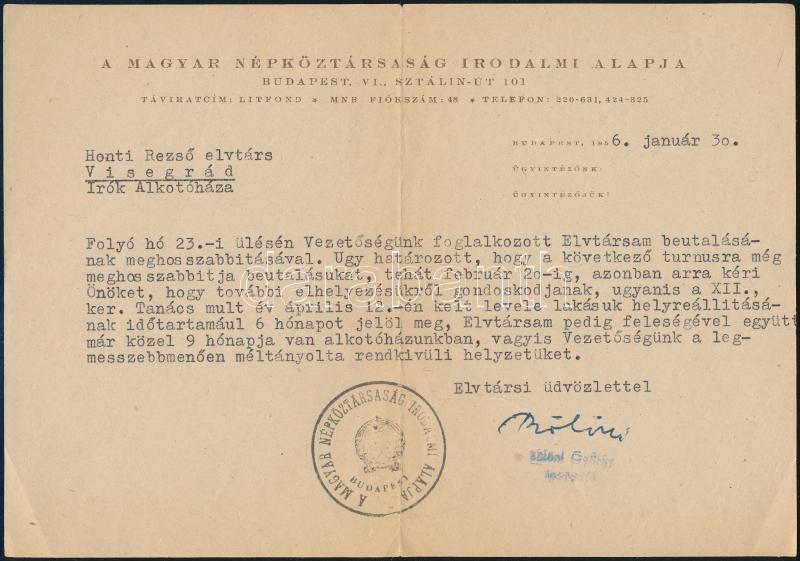 A MAGYAR NÉPKÖZTÁRSASÁG IRODALMI ALAPJA
BUDAPEST, VI., SZTÁLIN-ÚT 101
TÁVIRATCÍM: LITFOND * MNB FIÓKSZÁM: 48 * TELEFON: 220-631, 424-325
BUDAPEST, 1956. január 30.
ÜGYINTÉZŐNK:
ÜGYINTÉZŐJÜK:
Honti Rezső elvtárs
V i s e g r á d
Irók Alkotóháza
Folyó hó 23.-i ülésén Vezetőségünk foglalkozott Elvtársam beutalásá-
nak meghosszabbitásával. Ugy határozott, hogy a következő turnusra még
meghosszabbitja beutalásukat, tehát február 20-ig, azonban arra kéri
Önöket, hogy további elhelyezésükről gondoskodjanak, ugyanis a XII.,
ker. Tanács mult év április 12.-én kelt levele lakásuk helyreállitásá-
nak időtartamául 6 hónapot jelöl meg, Elvtársam pedig feleségével együtt
már közel 9 hónapja van alkotóházunkban, vagyis Vezetőségünk a leg-
messzebbmenően méltányolta rendkivüli helyzetüket.
Elvtársi üdvözlettel
A MAGYAR NÉPKÖZTÁRSASÁG IRODALMI ALAPJA
BUDAPEST
darabanth